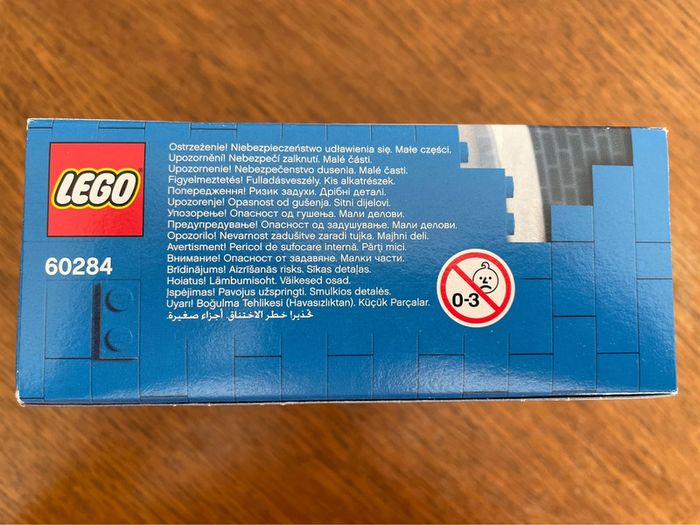 LEGO
60284
Ostrzeżenie! Niebezpieczeństwo udławienia się. Małe części.
Upozornění! Nebezpečí zalknutí. Malé části.
Upozornenie! Nebezpečenstvo dusenia. Malé časti.
Figyelmeztetés! Fulladásveszély. Kis alkatrészek.
Попередження! Ризик задухи. Дрібні деталі.
Upozorenje! Opasnost od gušenja. Sitni dijelovi.
Упозорење! Опасност од гушења. Мали делови.
Предупреждување! Опасност од задушување. Мали делови.
Opozorilo! Nevarnost zadušitve zaradi tujka. Majhni deli.
Avertisment! Pericol de sufocare internă. Părţi mici.
Внимание! Опасност от задавяне. Малки части.
Brīdinājums! Aizrīšanās risks. Sīkas detaļas.
Hoiatus! Lämbumisoht. Väikesed osad.
Įspėjimas! Pavojus užspringti. Smulkios detalės.
Uyarı! Boğulma Tehlikesi (Havasızlıktan). Küçük Parçalar.
تحذير! خطر الاختناق. أجزاء صغيرة.
0-3